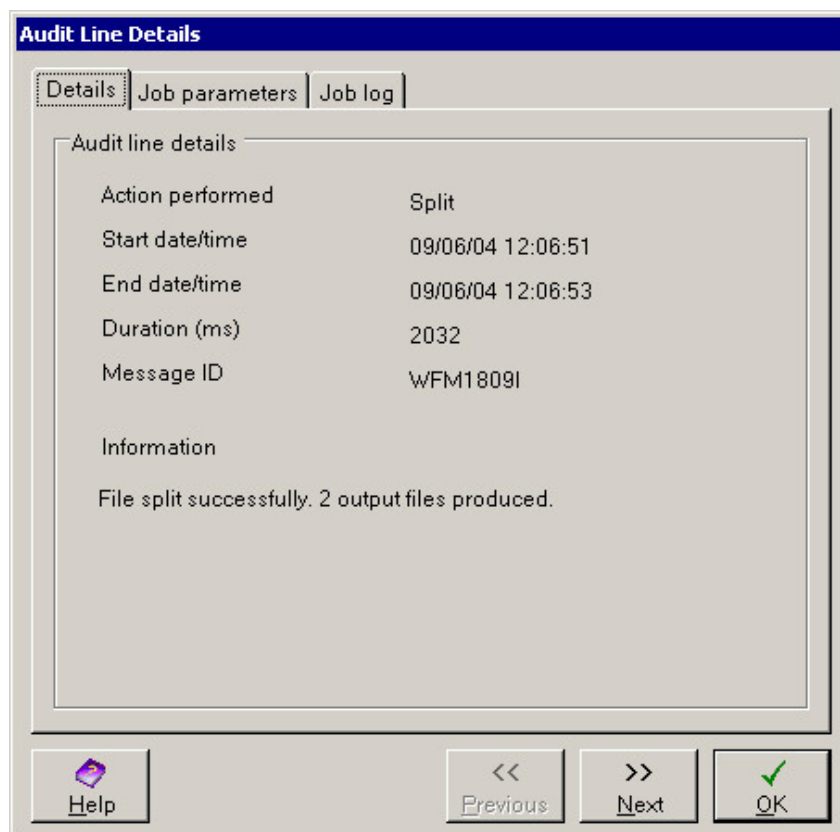 Audit Line Details
Details Job parameters Job log
Audit line details
Action performed Split
Start date/time 09/06/04 12:06:51
End date/time 09/06/04 12:06:53
Duration (ms) 2032
Message ID WFM1809I
Information
File split successfully. 2 output files produced.
<< >>
Help Previous Next OK